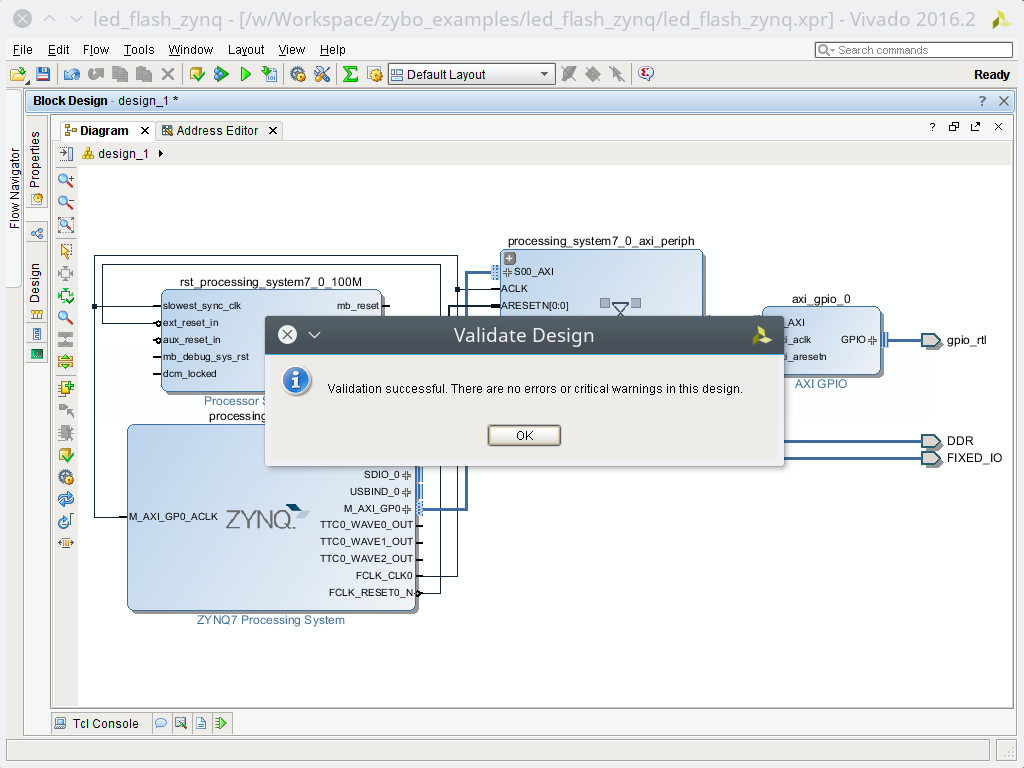 led_flash_zynq - [/w/Workspace/zybo_examples/led_flash_zynq/led_flash_zynq.xpr] - Vivado 2016.2
File Edit Flow Tools Window Layout View Help
Search commands
Default Layout
Ready
Block Design - design_1 *
?
Flow Navigator
Properties
Design
Diagram
Address Editor
?
design_1
processing_system7_0_axi_periph
S00_AXI
ACLK
ARESETN[0:0]
rst_processing_system7_0_100M
slowest_sync_clk
mb_reset
ext_reset_in
aux_reset_in
mb_debug_sys_rst
dcm_locked
Processor S
axi_gpio_0
_AXI
i_aclk
GPIO
i_aresetn
AXI GPIO
gpio_rtl
Validate Design
Validation successful. There are no errors or critical warnings in this design.
OK
processing
DDR
FIXED_IO
SDIO_0
USBIND_0
M_AXI_GP0
M_AXI_GP0_ACLK
ZYNQ
TTC0_WAVE0_OUT
TTC0_WAVE1_OUT
TTC0_WAVE2_OUT
FCLK_CLK0
FCLK_RESET0_N
ZYNQ7 Processing System
Tcl Console